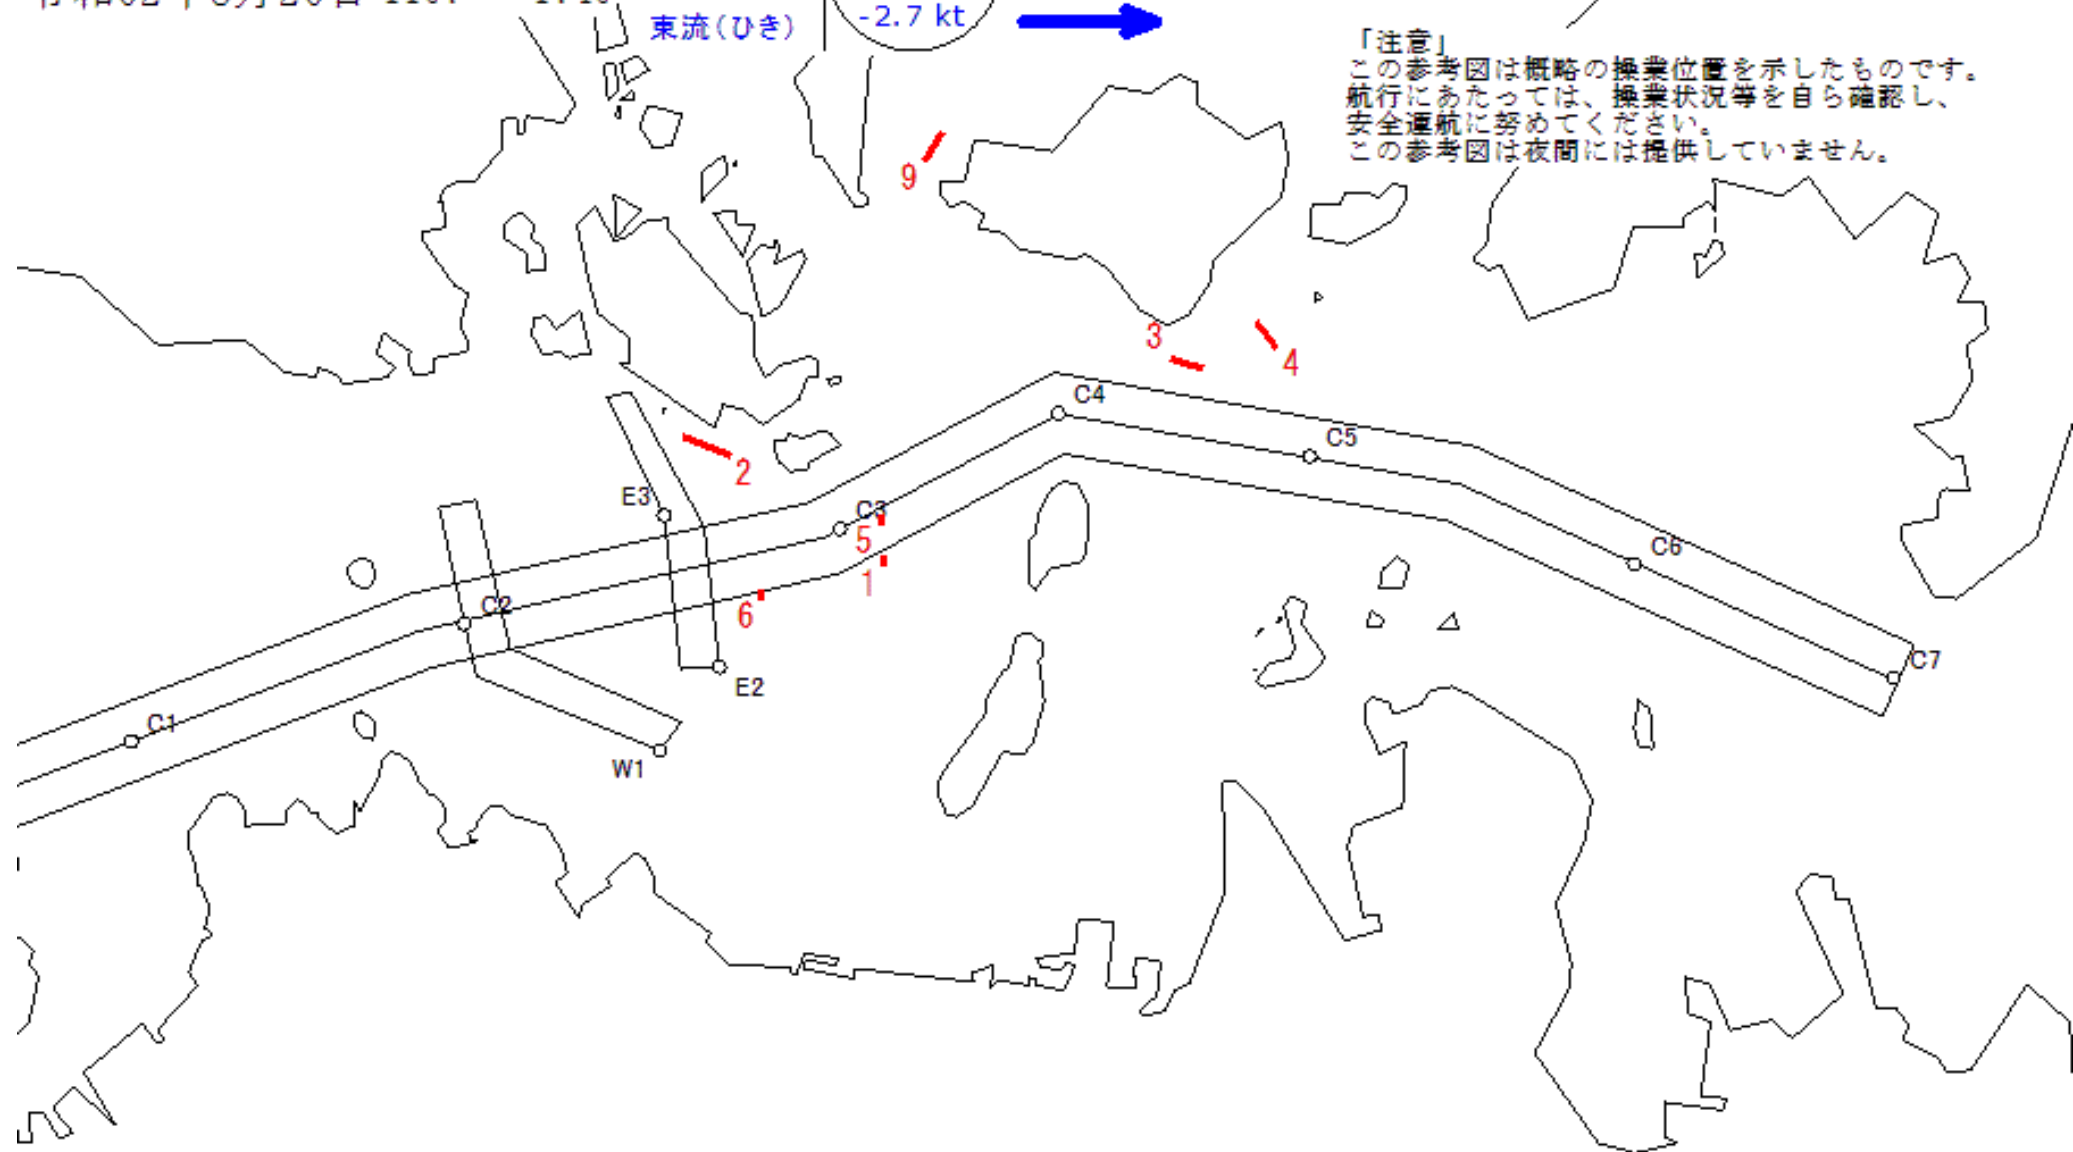 東流(ひき)
-2.7 kt
「注意」
この参考図は概略の操業位置を示したものです。
航行にあたっては、操業状況等を自ら確認し、
安全運航に努めてください。
この参考図は夜間には提供していません。
9
3
4
C4
C5
2
E3
C3
5
1
C6
C2
6
C7
E2
C1
W1